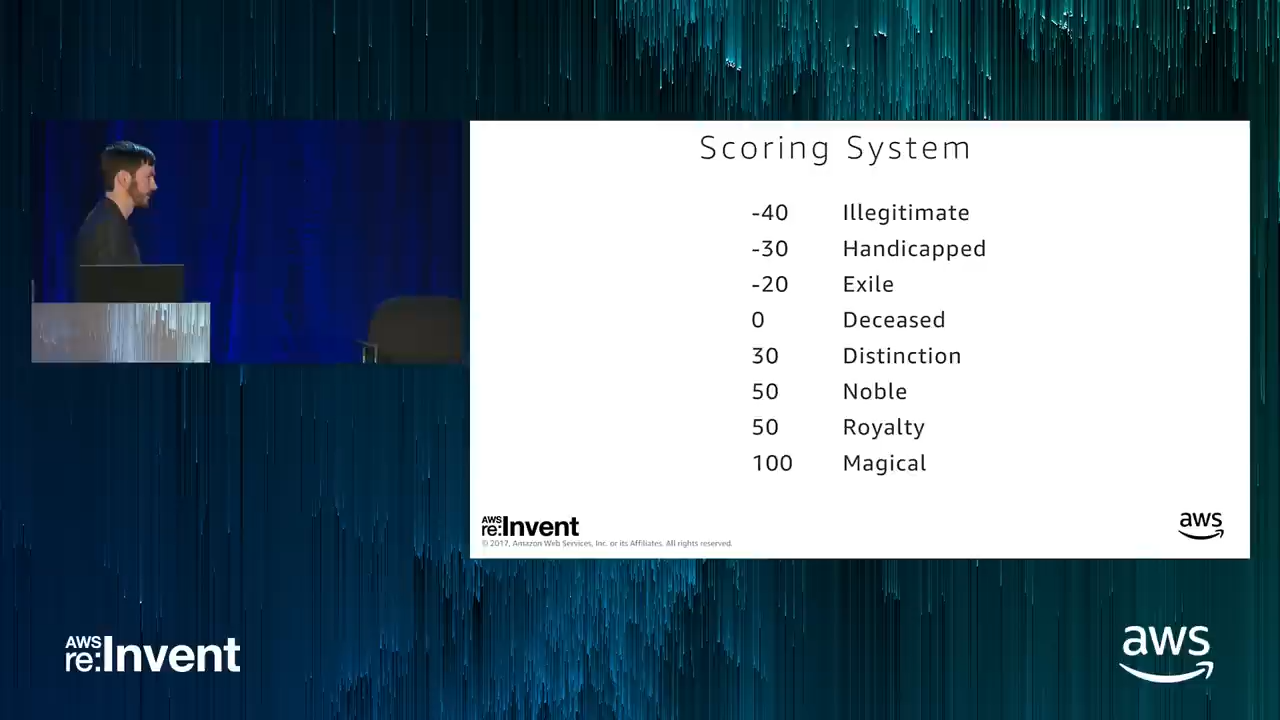 Scoring System
-40 Illegitimate
-30 Handicapped
-20 Exile
0 Deceased
30 Distinction
50 Noble
50 Royalty
100 Magical
AWS
re:Invent
© 2017, Amazon Web Services, Inc. or its Affiliates. All rights reserved.
aws
AWS
re:Invent
aws